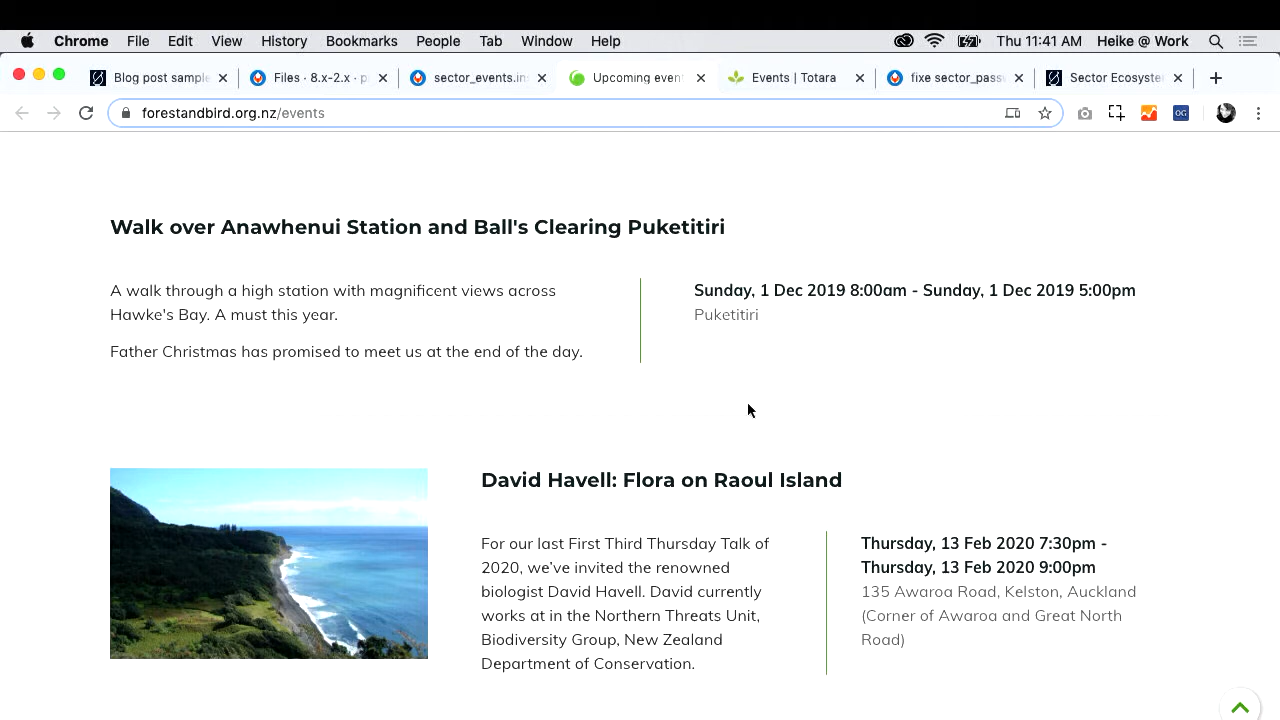 Chrome File Edit View History Bookmarks People Tab Window Help Thu 11:41 AM Heike @ Work
Blog post sample Files · 8.x-2.x · p sector_events.in Upcoming even Events | Totara fixe sector_pass Sector Ecosyste
forestandbird.org.nz/events
OG
Walk over Anawhenui Station and Ball's Clearing Puketitiri
A walk through a high station with magnificent views across
Hawke's Bay. A must this year.
Father Christmas has promised to meet us at the end of the day.
Sunday, 1 Dec 2019 8:00am - Sunday, 1 Dec 2019 5:00pm
Puketitiri
David Havell: Flora on Raoul Island
For our last First Third Thursday Talk of
2020, we've invited the renowned
biologist David Havell. David currently
works at in the Northern Threats Unit,
Biodiversity Group, New Zealand
Department of Conservation.
Thursday, 13 Feb 2020 7:30pm -
Thursday, 13 Feb 2020 9:00pm
135 Awaroa Road, Kelston, Auckland
(Corner of Awaroa and Great North
Road)